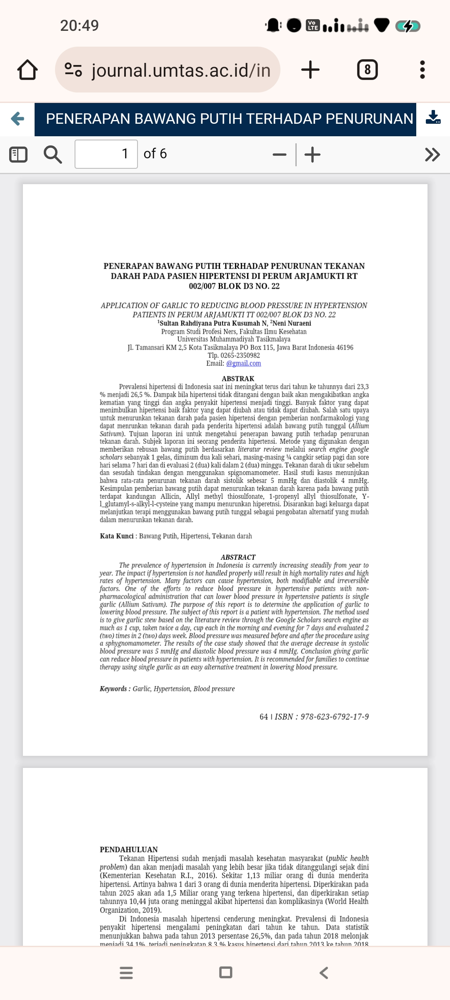 20:49
Vo LTE
journal.umtas.ac.id/in
8
PENERAPAN BAWANG PUTIH TERHADAP PENURUNAN
1 of 6
PENERAPAN BAWANG PUTIH TERHADAP PENURUNAN TEKANAN
DARAH PADA PASIEN HIPERTENSI DI PERUM ARJAMUKTI RT
002/007 BLOK D3 NO. 22
APPLICATION OF GARLIC TO REDUCING BLOOD PRESSURE IN HYPERTENSION
PATIENTS IN PERUM ARJAMUKTI TT 002/007 BLOK D3 NO. 22
¹Sultan Rahdiyana Putra Kusumah N, ²Neni Nuraeni
Program Studi Profesi Ners, Fakultas Ilmu Kesehatan
Universitas Muhammadiyah Tasikmalaya
Jl. Tamansari KM 2,5 Kota Tasikmalaya PO Box 115, Jawa Barat Indonesia 46196
Tlp. 0265-2350982
Email: @gmail.com
ABSTRAK
Prevalensi hipertensi di Indonesia saat ini meningkat terus dari tahun ke tahunnya dari 23,3
% menjadi 26,5 %. Dampak bila hipertensi tidak ditangani dengan baik akan mengakibatkan angka
kematian yang tinggi dan angka penyakit hipertensi menjadi tinggi. Banyak faktor yang dapat
menimbulkan hipertensi baik faktor yang dapat diubah atau tidak dapat diubah. Salah satu upaya
untuk menurunkan tekanan darah pada pasien hipertensi dengan pemberian nonfarmakologi yang
dapat menrunkan tekanan darah pada penderita hipertensi adalah bawang putih tunggal (Allium
Sativum). Tujuan laporan ini untuk mengetahui penerapan bawang putih terhadap penurunan
tekanan darah. Subjek laporan ini seorang penderita hipertensi. Metode yang digunakan dengan
memberikan rebusan bawang putih berdasarkan literatur review melalui search engine google
scholars sebanyak 1 gelas, diminum dua kali sehari, masing-masing ¼ cangkir setiap pagi dan sore
hari selama 7 hari dan di evaluasi 2 (dua) kali dalam 2 (dua) minggu. Tekanan darah di ukur sebelum
dan sesudah tindakan dengan menggunakan spignomamometer. Hasil studi kasus menunjukan
bahwa rata-rata penurunan tekanan darah sistolik sebesar 5 mmHg dan diastolik 4 mmHg.
Kesimpulan pemberian bawang putih dapat menurunkan tekanan darah karena pada bawang putih
terdapat kandungan Allicin, Allyl methyl thiosulfonate, 1-propenyl allyl thiosulfonate, Y-
l_glutamyl-s-alkyl-l-cysteine yang mampu menurunkan hiperetnsi. Disarankan bagi keluarga dapat
melanjutkan terapi menggunakan bawang putih tunggal sebagai pengobatan alternatif yang mudah
dalam menurunkan tekanan darah.
Kata Kunci : Bawang Putih, Hipertensi, Tekanan darah
ABSTRACT
The prevalence of hypertension in Indonesia is currently increasing steadily from year to
year. The impact if hypertension is not handled properly will result in high mortality rates and high
rates of hypertension. Many factors can cause hypertension, both modifiable and irreversible
factors. One of the efforts to reduce blood pressure in hypertensive patients with non-
pharmacological administration that can lower blood pressure in hypertensive patients is single
garlic (Allium Sativum). The purpose of this report is to determine the application of garlic to
lowering blood pressure. The subject of this report is a patient with hypertension. The method used
is to give garlic stew based on the literature review through the Google Scholars search engine as
much as 1 cup, taken twice a day, cup each in the morning and evening for 7 days and evaluated 2
(two) times in 2 (two) days week. Blood pressure was measured before and after the procedure using
a sphygnomamometer. The results of the case study showed that the average decrease in systolic
blood pressure was 5 mmHg and diastolic blood pressure was 4 mmHg. Conclusion giving garlic
can reduce blood pressure in patients with hypertension. It is recommended for families to continue
therapy using single garlic as an easy alternative treatment in lowering blood pressure.
Keywords : Garlic, Hypertension, Blood pressure
64 | ISBN : 978-623-6792-17-9
PENDAHULUAN
Tekanan Hipertensi sudah menjadi masalah kesehatan masyarakat (public health
problem) dan akan menjadi masalah yang lebih besar jika tidak ditanggulangi sejak dini
(Kementerian Kesehatan R.I., 2016). Sekitar 1,13 miliar orang di dunia menderita
hipertensi. Artinya bahwa 1 dari 3 orang di dunia menderita hipertensi. Diperkirakan pada
tahun 2025 akan ada 1,5 Miliar orang yang terkena hipertensi, dan diperkirakan setiap
tahunnya 10,44 juta orang meninggal akibat hipertensi dan komplikasinya (World Health
Organization, 2019).
Di Indonesia masalah hipertensi cenderung meningkat. Prevalensi di Indonesia
penyakit hipertensi mengalami peningkatan dari tahun ke tahun. Data statistik
menunjukkan bahwa pada tahun 2013 persentase 26,5%, dan pada tahun 2018 melonjak
menjadi 34,1%, terjadi peningkatan 8,3 % kasus hipertensi dari tahun 2013 ke tahun 2018